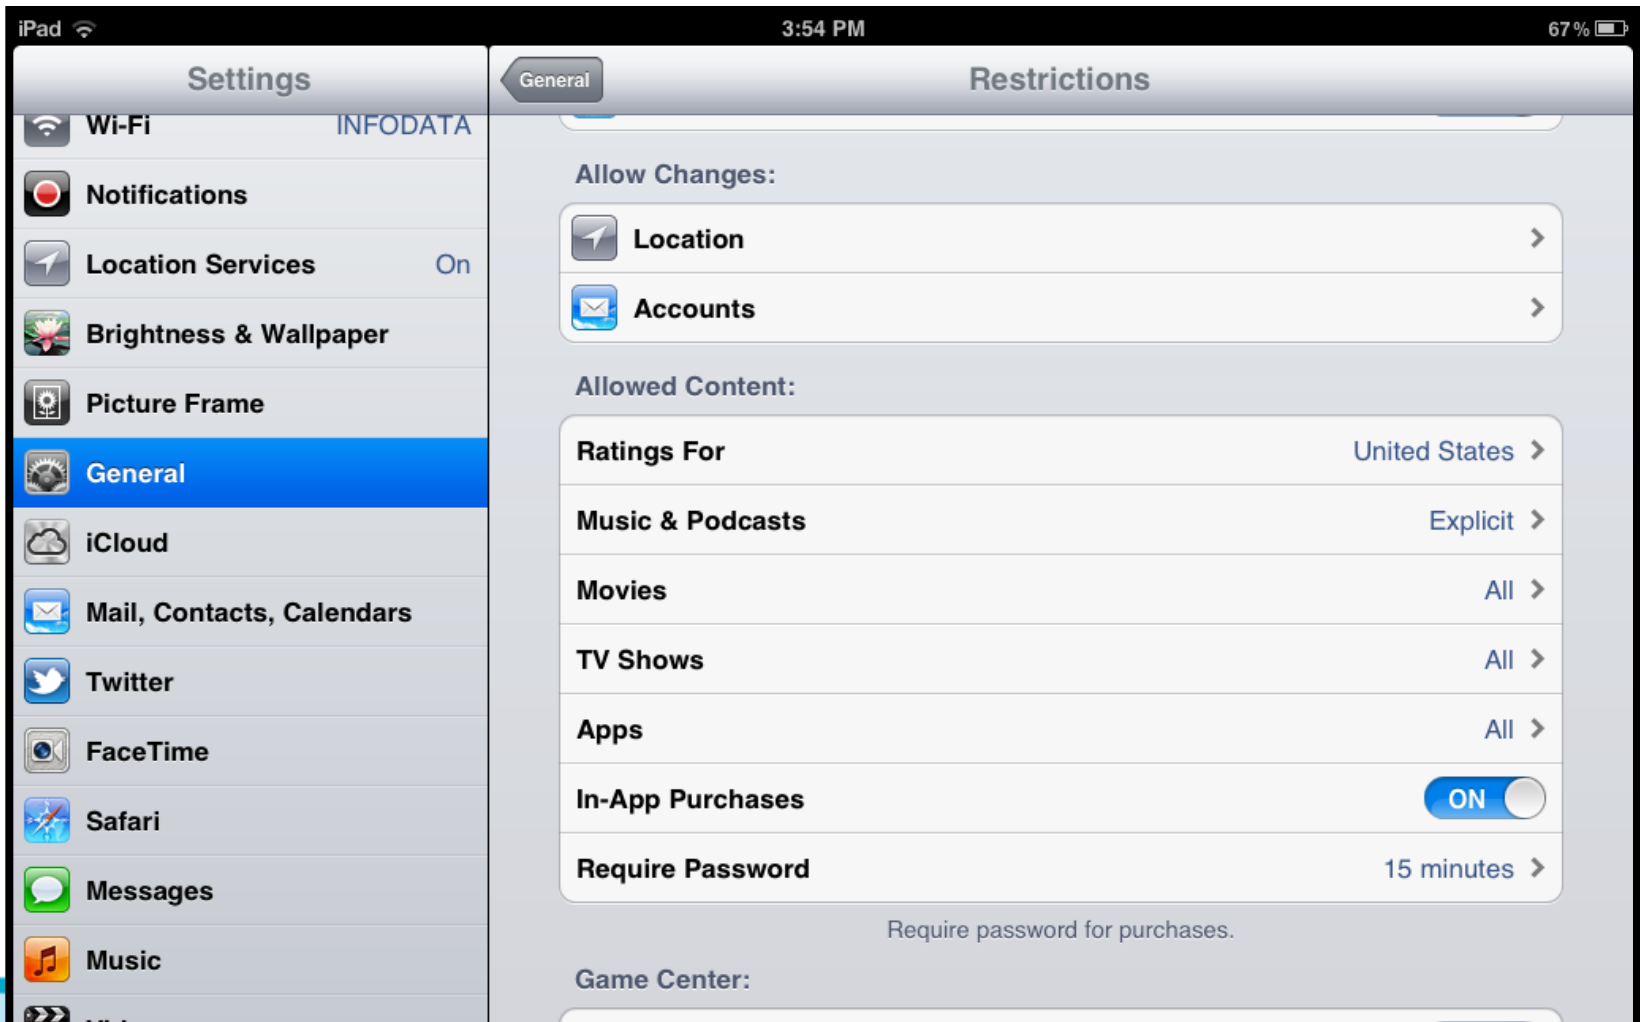 iPad 3:54 PM 67%
Settings
Wi-Fi INFODATA
Notifications
Location Services On
Brightness & Wallpaper
Picture Frame
General
iCloud
Mail, Contacts, Calendars
Twitter
FaceTime
Safari
Messages
Music
General Restrictions
Allow Changes:
Location
Accounts
Allowed Content:
Ratings For United States
Music & Podcasts Explicit
Movies All
TV Shows All
Apps All
In-App Purchases ON
Require Password 15 minutes
Require password for purchases.
Game Center: